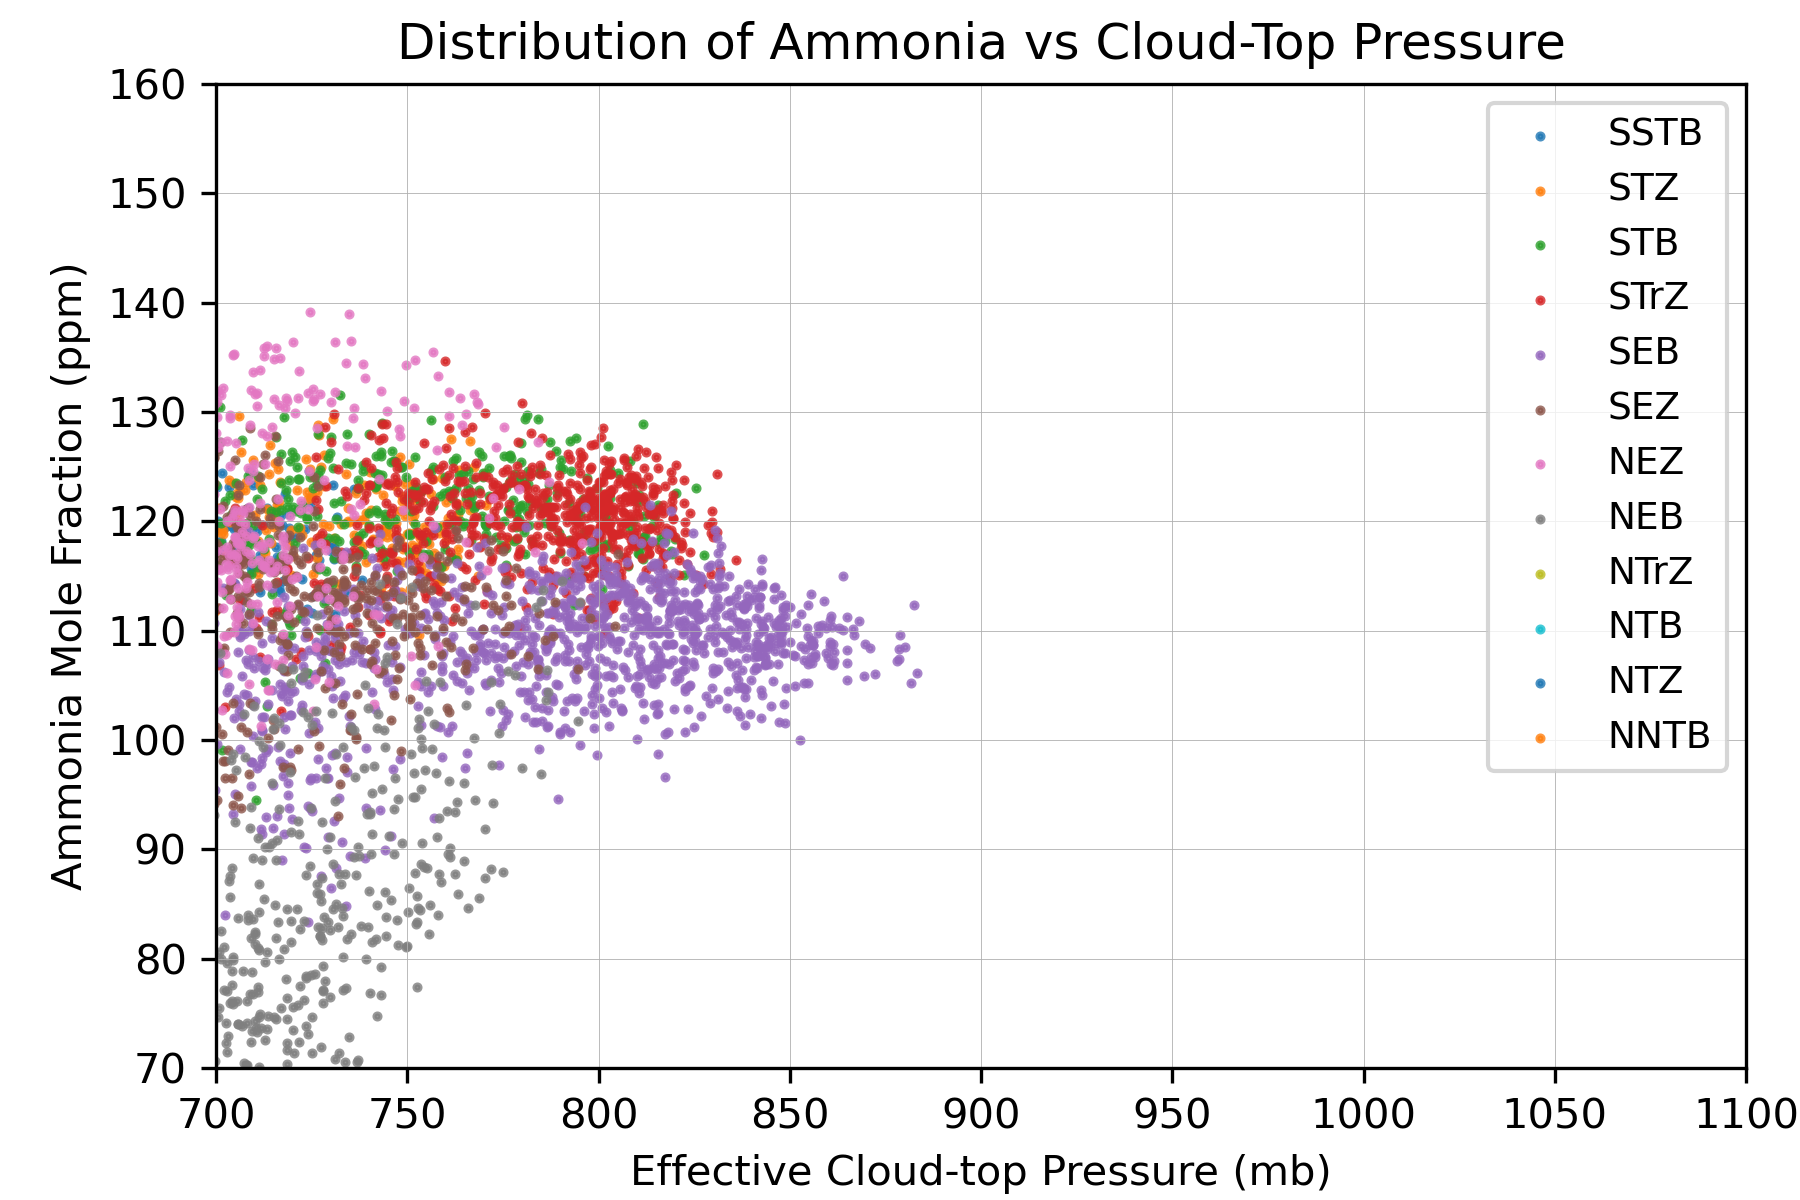 Distribution of Ammonia vs Cloud-Top Pressure
160
150
140
130
120
110
100
90
80
70
Ammonia Mole Fraction (ppm)
SSTB
STZ
STB
STrZ
SEB
SEZ
NEZ
NEB
NTrZ
NTB
NTZ
NNTB
700 750 800 850 900 950 1000 1050 1100
Effective Cloud-top Pressure (mb)